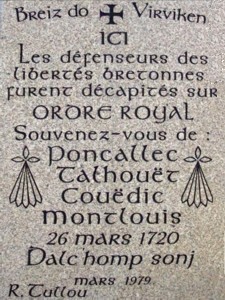 Breiz do ✠ Virviken
ICI
Les défenseurs des
libertés bretonnes
furent décapités sur
ORDRE ROYAL
Souvenez-vous de :
Poncallec
Talhouët
Couëdic
Montlouis
26 mars 1720
Dalc homp sonj
mars 1979
R. Tullou